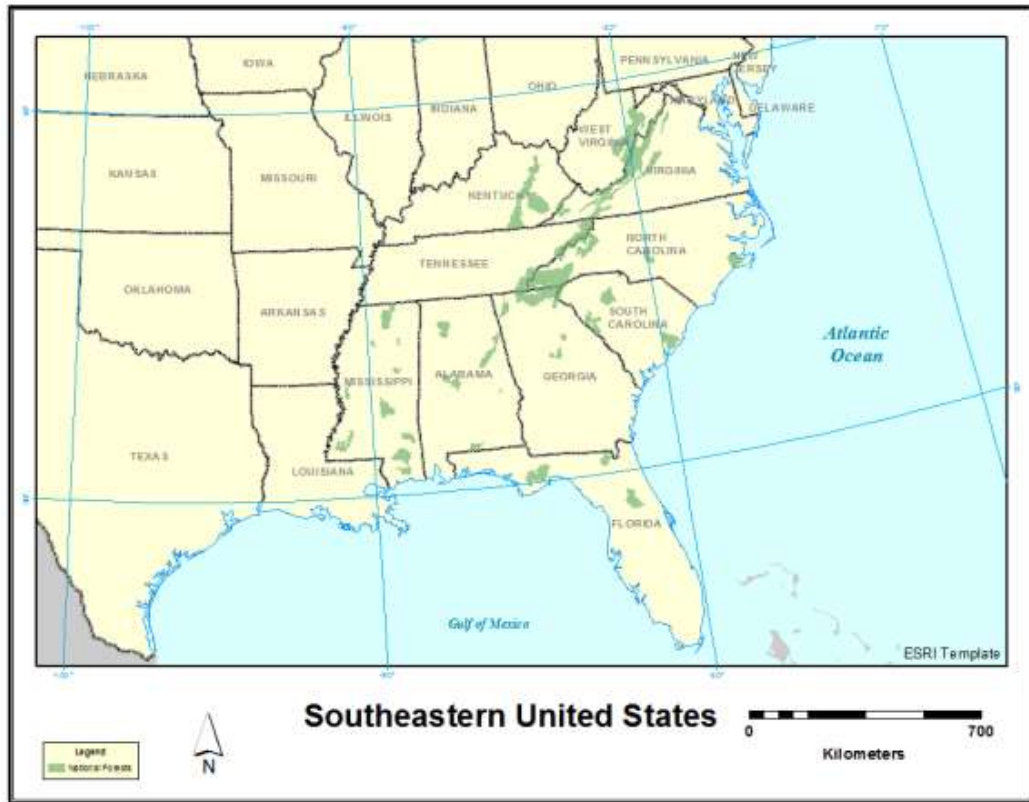 NEBRASKA
IOWA
ILLINOIS
INDIANA
OHIO
PENNSYLVANIA
NEW
JERSEY
MARYLAND
DELAWARE
WEST
VIRGINIA
VIRGINIA
KANSAS
MISSOURI
KENTUCKY
TENNESSEE
NORTH
CAROLINA
OKLAHOMA
ARKANSAS
SOUTH
CAROLINA
MISSISSIPPI
ALABAMA
GEORGIA
Atlantic
Ocean
TEXAS
LOUISIANA
FLORIDA
Gulf of Mexico
ESRI Template
Southeastern United States
0
700
Kilometers
N
Legend
National Forests